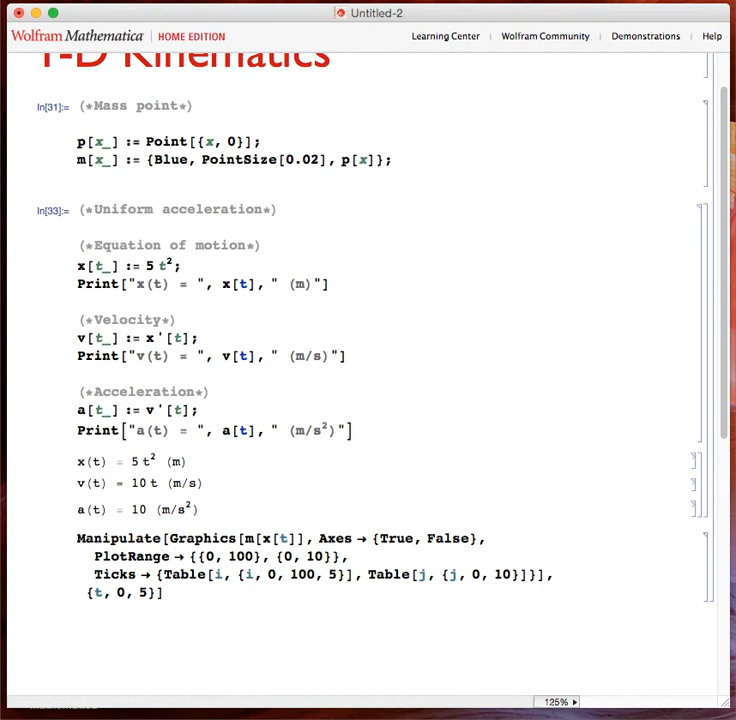 Untitled-2
Wolfram Mathematica | HOME EDITION Learning Center | Wolfram Community | Demonstrations | Help
1-D Kinematics
In[31]:= (*Mass point*)
p[x_] := Point[{x, 0}];
m[x_] := {Blue, PointSize[0.02], p[x]};
In[33]:= (*Uniform acceleration*)
(*Equation of motion*)
x[t_] := 5 t²;
Print["x(t) = ", x[t], " (m)"]
(*Velocity*)
v[t_] := x'[t];
Print["v(t) = ", v[t], " (m/s)"]
(*Acceleration*)
a[t_] := v'[t];
Print["a(t) = ", a[t], " (m/s²)"]
x(t) = 5 t² (m)
v(t) = 10 t (m/s)
a(t) = 10 (m/s²)
Manipulate[Graphics[m[x[t]], Axes → {True, False},
PlotRange → {{0, 100}, {0, 10}},
Ticks → {Table[i, {i, 0, 100, 5}], Table[j, {j, 0, 10}]}],
{t, 0, 5}]
125%